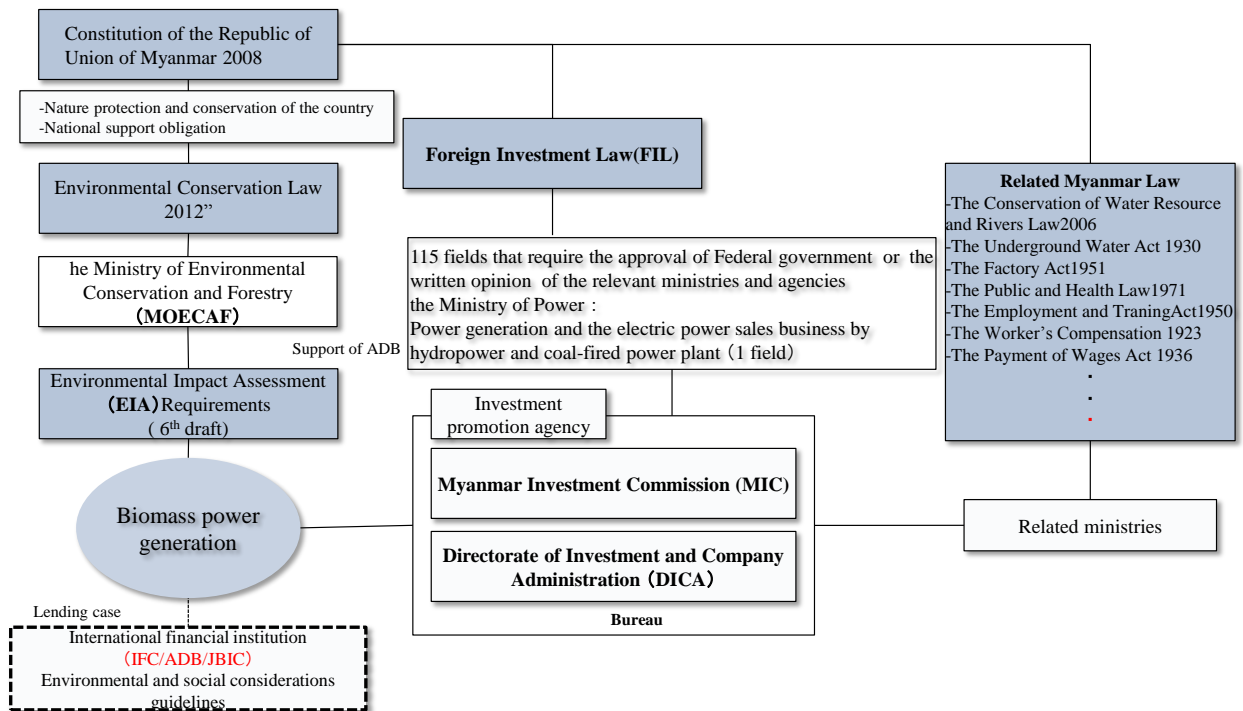 Constitution of the Republic of
Union of Myanmar 2008
-Nature protection and conservation of the country
-National support obligation
Environmental Conservation Law
2012”
he Ministry of Environmental
Conservation and Forestry
（MOECAF）
Support of ADB
Environmental Impact Assessment
（EIA）Requirements
( 6th draft)
Biomass power
generation
Lending case
International financial institution
（IFC/ADB/JBIC）
Environmental and social considerations
guidelines
Foreign Investment Law(FIL)
115 fields that require the approval of Federal government or the
written opinion of the relevant ministries and agencies
the Ministry of Power :
Power generation and the electric power sales business by
hydropower and coal-fired power plant（1 field）
Investment
promotion agency
Myanmar Investment Commission (MIC)
Directorate of Investment and Company
Administration（DICA）
Bureau
Related Myanmar Law
-The Conservation of Water Resource
and Rivers Law2006
-The Underground Water Act 1930
-The Factory Act1951
-The Public and Health Law1971
-The Employment and TraningAct1950
-The Worker’s Compensation 1923
-The Payment of Wages Act 1936
・
・
・
Related ministries